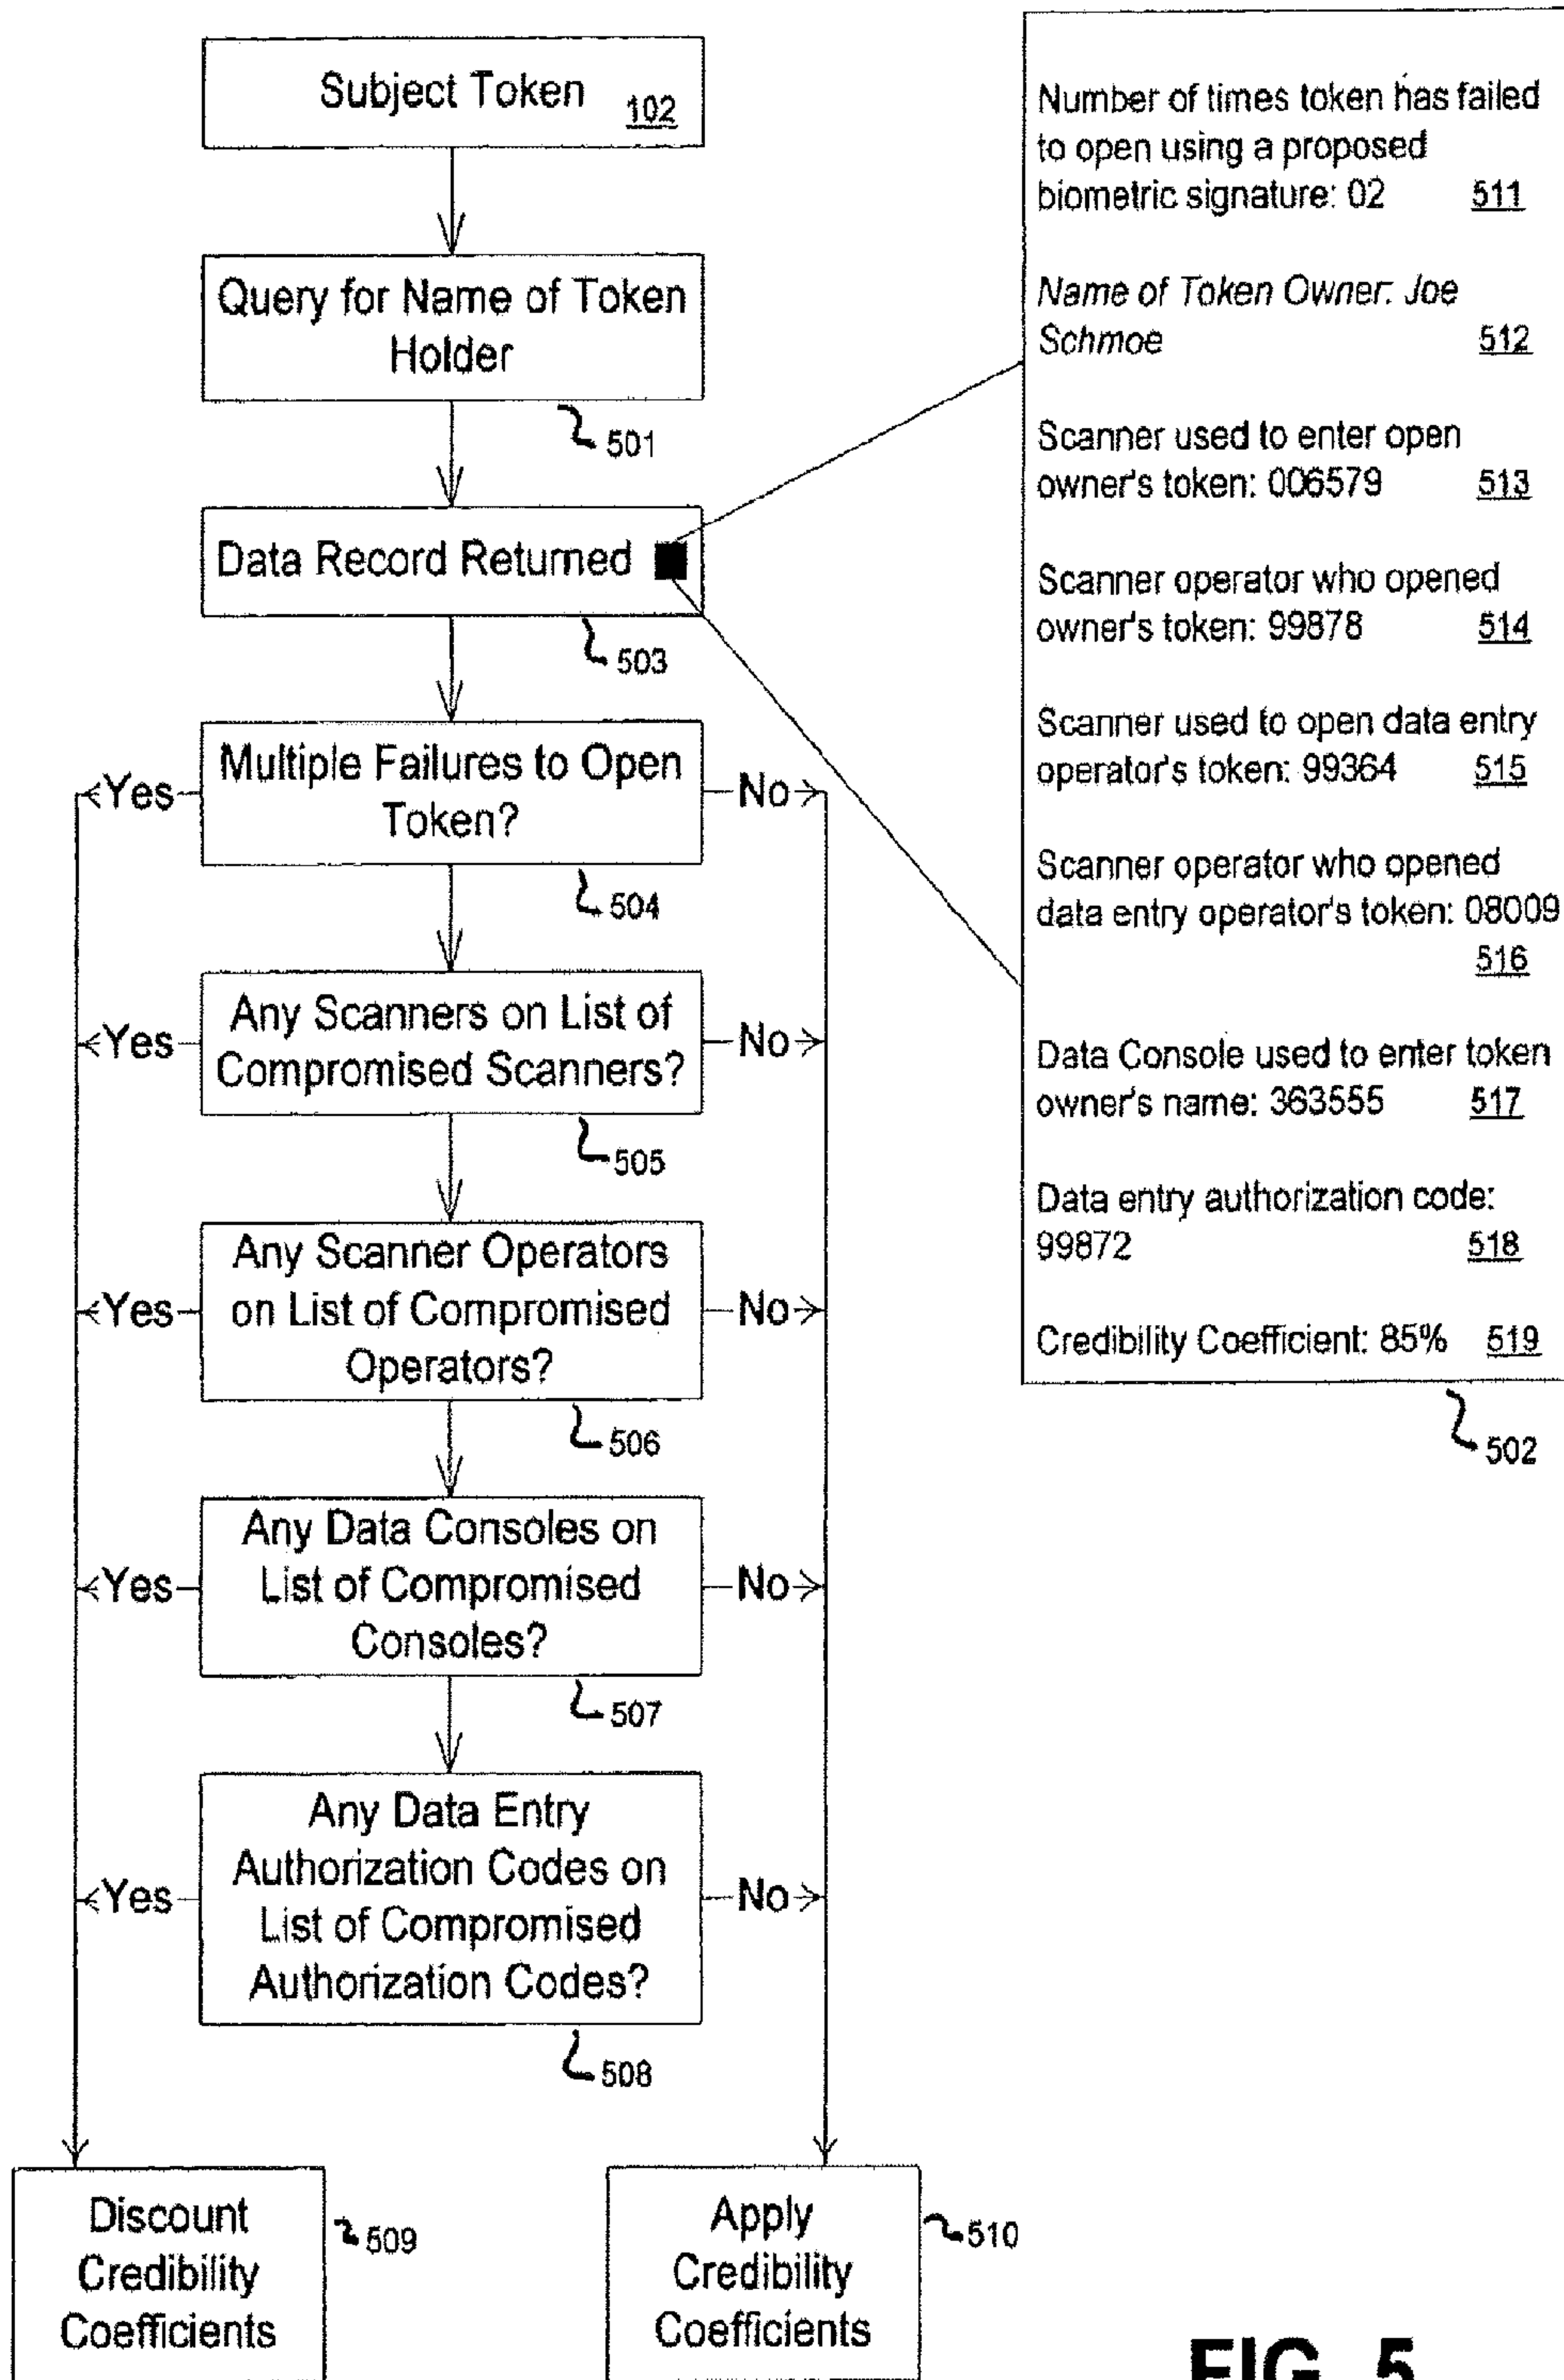 Subject Token 102
Query for Name of Token
Holder
501
Data Record Returned
503
Multiple Failures to Open
Token?
Yes
No
504
Any Scanners on List of
Compromised Scanners?
Yes
No
505
Any Scanner Operators
on List of Compromised
Operators?
Yes
No
506
Any Data Consoles on
List of Compromised
Consoles?
Yes
No
507
Any Data Entry
Authorization Codes on
List of Compromised
Authorization Codes?
Yes
No
508
Discount
Credibility
Coefficients
509
Apply
Credibility
Coefficients
510
Number of times token has failed
to open using a proposed
biometric signature: 02 511
Name of Token Owner: Joe
Schmoe 512
Scanner used to enter open
owner's token: 006579 513
Scanner operator who opened
owner's token: 99878 514
Scanner used to open data entry
operator's token: 99364 515
Scanner operator who opened
data entry operator's token: 08009
516
Data Console used to enter token
owner's name: 363555 517
Data entry authorization code:
99872 518
Credibility Coefficient: 85% 519
502
FIG. 5